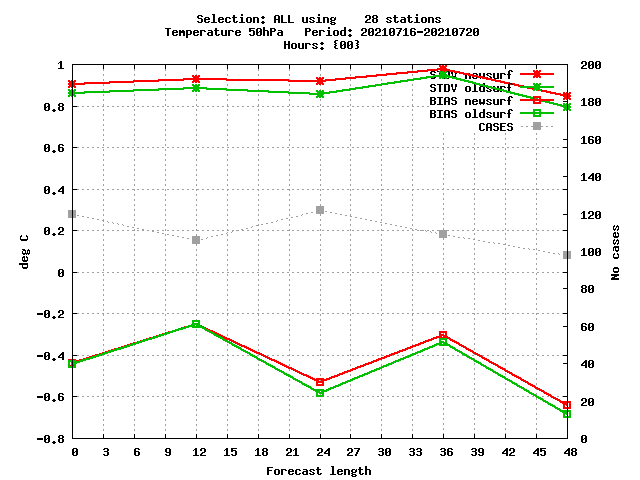 Selection: ALL using 28 stations
Temperature 50hPa Period: 20210716-20210720
Hours: {00}
1
0.8
0.6
0.4
0.2
0
-0.2
-0.4
-0.6
-0.8
deg C
200
180
160
140
120
100
80
60
40
20
0
No cases
STDV newsurf
STDV oldsurf
BIAS newsurf
BIAS oldsurf
CASES
0 3 6 9 12 15 18 21 24 27 30 33 36 39 42 45 48
Forecast length